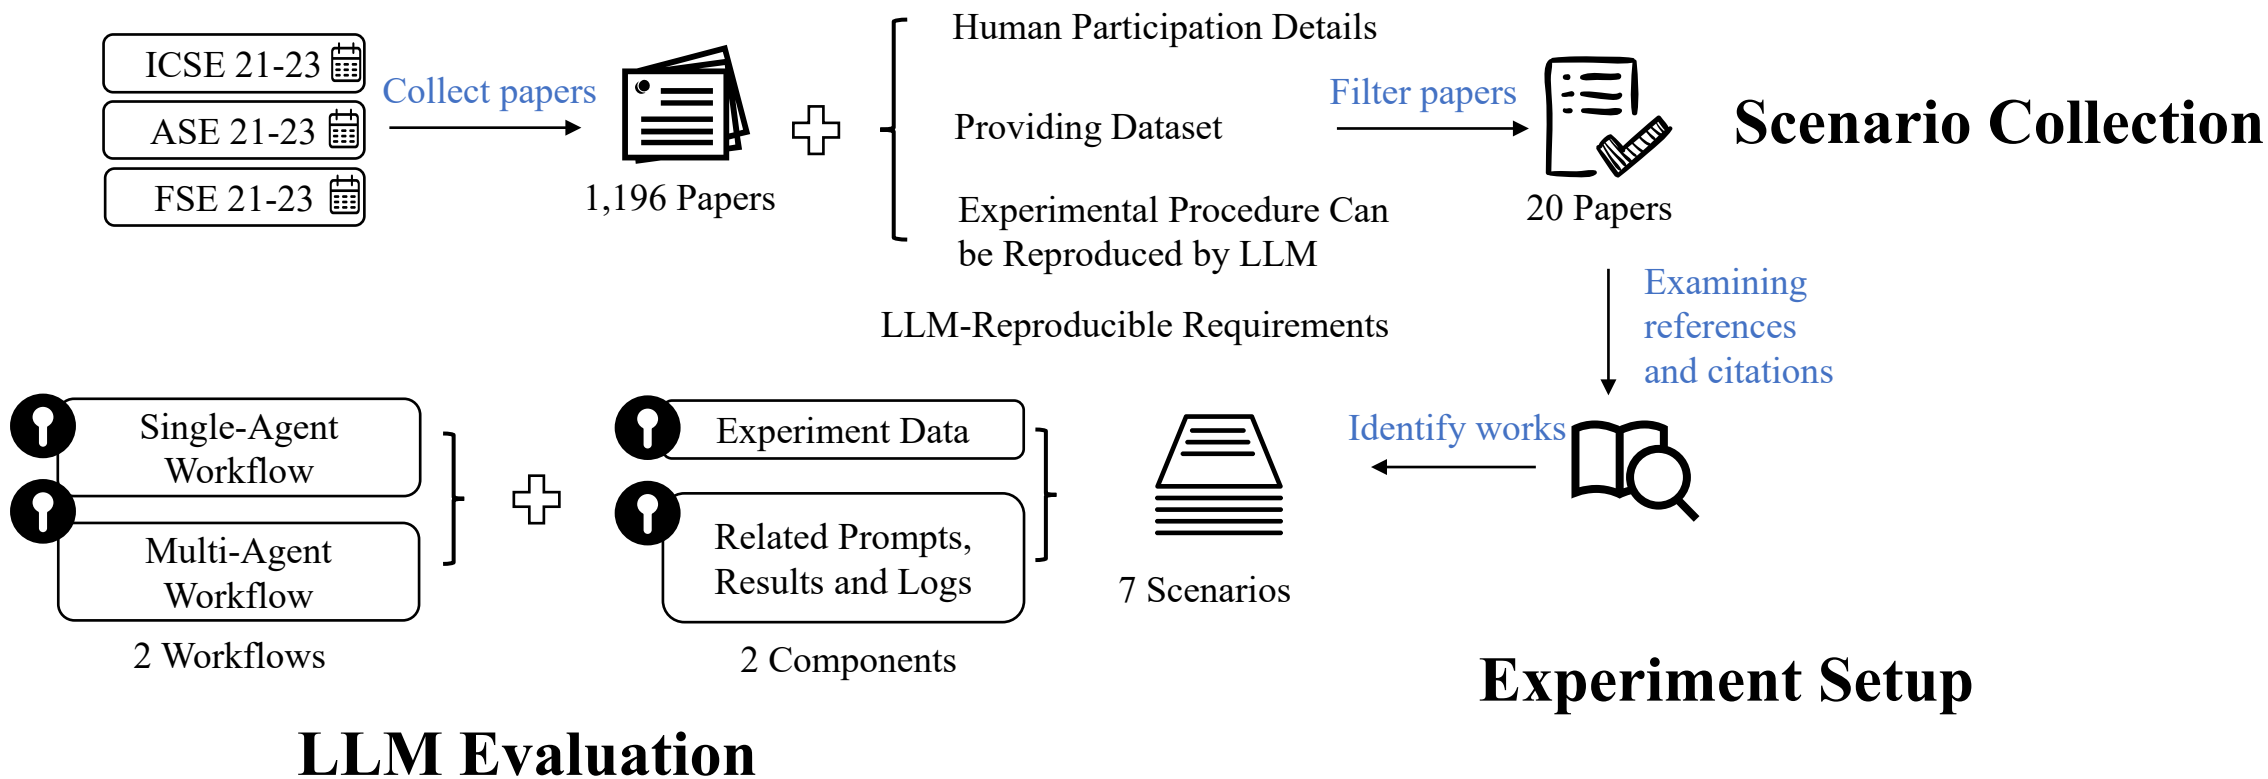 ICSE 21-23
ASE 21-23
FSE 21-23
Collect papers
1,196 Papers
Human Participation Details
Providing Dataset
Experimental Procedure Can
be Reproduced by LLM
LLM-Reproducible Requirements
Filter papers
20 Papers
Scenario Collection
Examining
references
and citations
Identify works
7 Scenarios
Experiment Data
Related Prompts,
Results and Logs
2 Components
Single-Agent
Workflow
Multi-Agent
Workflow
2 Workflows
Experiment Setup
LLM Evaluation